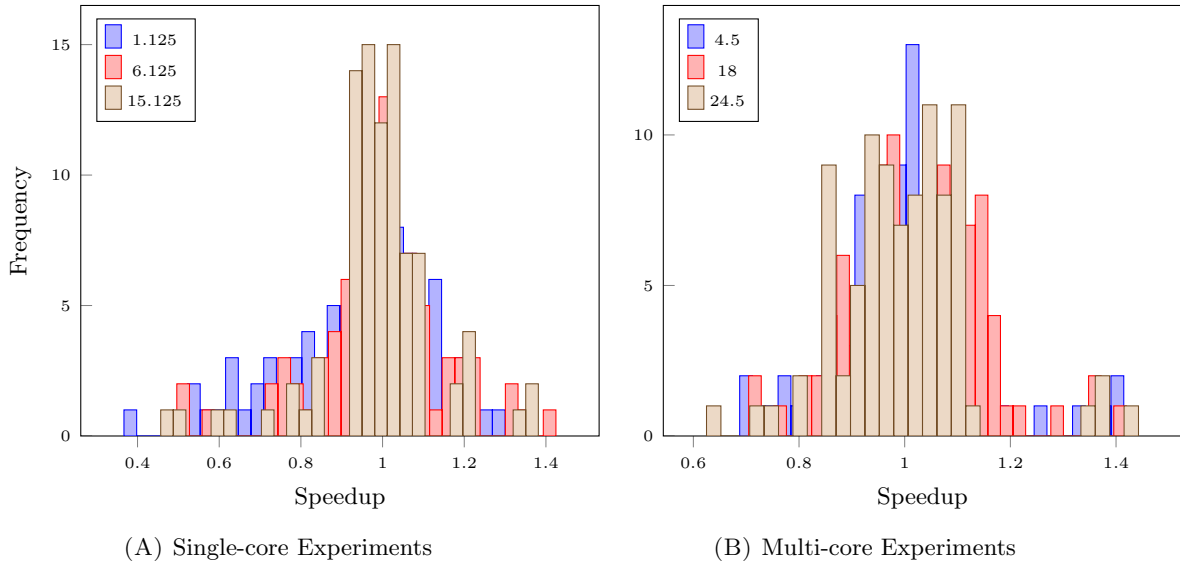 15
10
5
0
Frequency
1.125
6.125
15.125
0.4 0.6 0.8 1 1.2 1.4
Speedup
(A) Single-core Experiments
10
5
0
4.5
18
24.5
0.6 0.8 1 1.2 1.4
Speedup
(B) Multi-core Experiments